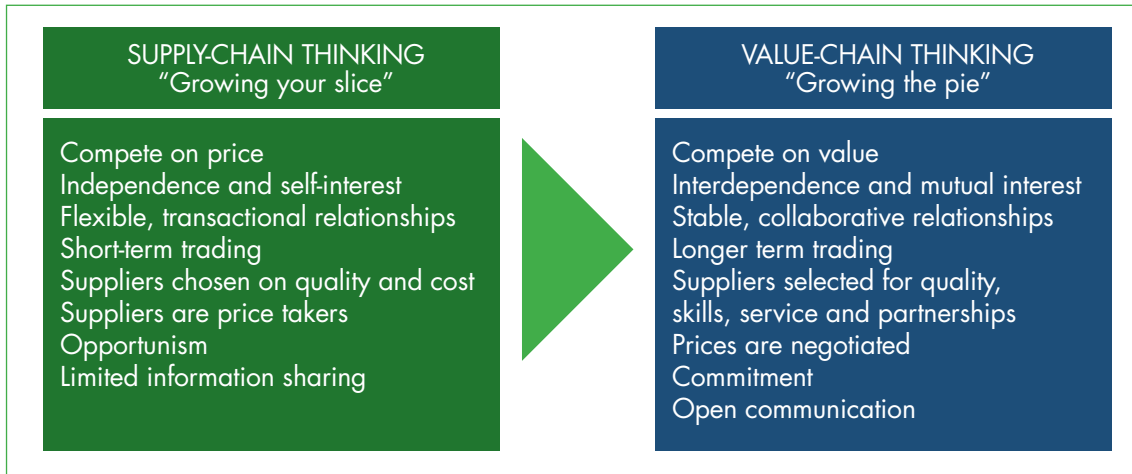 SUPPLY-CHAIN THINKING
“Growing your slice”
Compete on price
Independence and self-interest
Flexible, transactional relationships
Short-term trading
Suppliers chosen on quality and cost
Suppliers are price takers
Opportunism
Limited information sharing
VALUE-CHAIN THINKING
“Growing the pie”
Compete on value
Interdependence and mutual interest
Stable, collaborative relationships
Longer term trading
Suppliers selected for quality,
skills, service and partnerships
Prices are negotiated
Commitment
Open communication